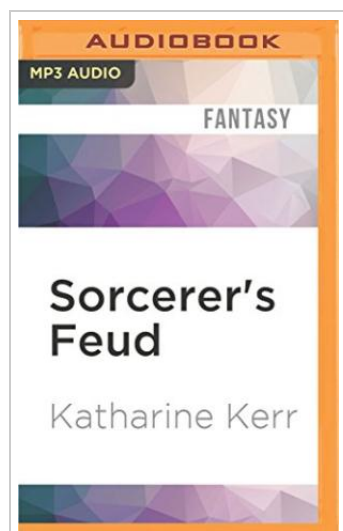 AUDIOBOOK
MP3 AUDIO
FANTASY
Sorcerer's
Feud
Katharine Kerr